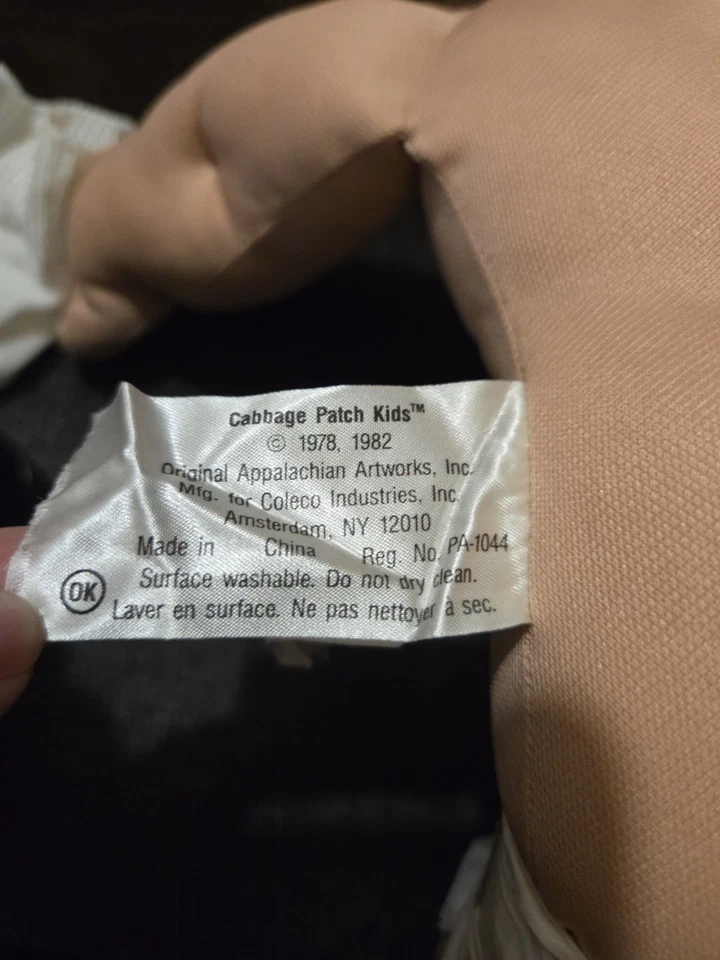 Cabbage Patch Kids™
© 1978, 1982
Original Appalachian Artworks, Inc.
Mfg. for Coleco Industries, Inc.
Amsterdam, NY 12010
Made in China Reg. No. PA-1044
OK
Surface washable. Do not dry clean.
Laver en surface. Ne pas nettoyer à sec.